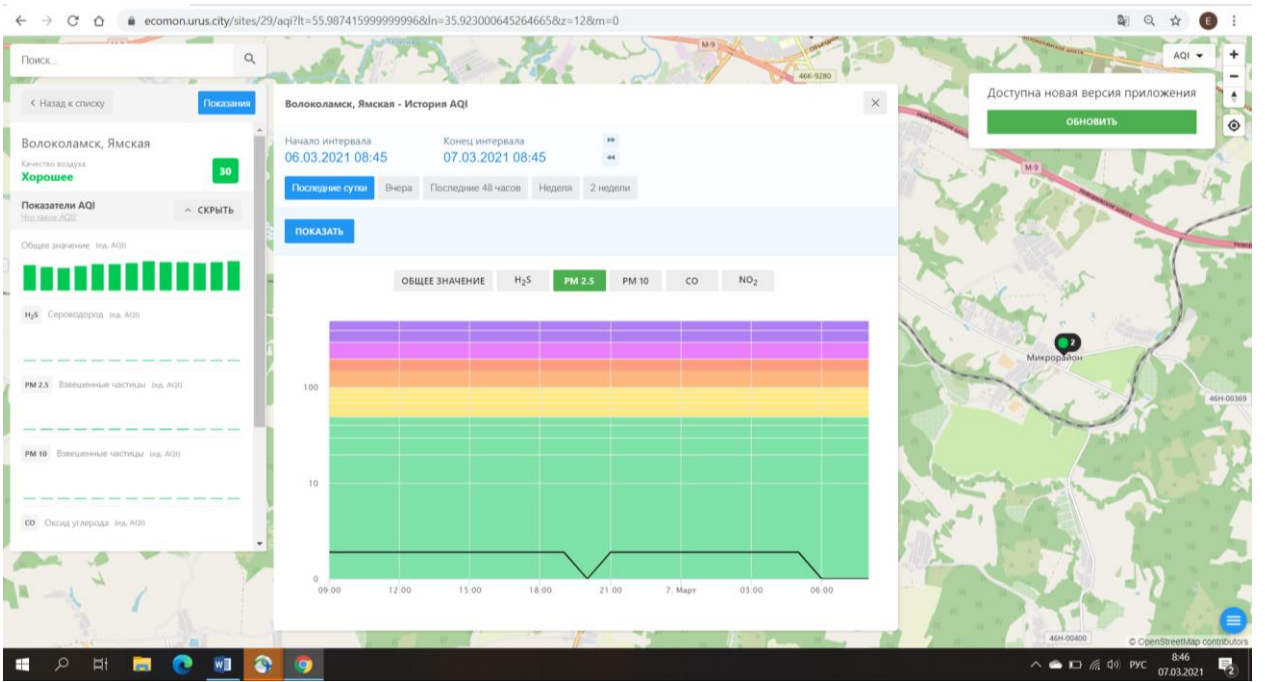 ecomon.urus.city/sites/29/aqi?lt=55.987415999999996&ln=35.923006452646​65&z=12&m=0
E
Поиск...
AQI
Доступна новая версия приложения
ОБНОВИТЬ
Назад к списку
Показания
Волоколамск, Ямская
Качество воздуха
Хорошее
30
Показатели AQI
Что такое AQI?
СКРЫТЬ
Общее значение (ед. AQI)
H₂S Сероводород (ед. AQI)
PM 2.5 Взвешенные частицы (ед. AQI)
PM 10 Взвешенные частицы (ед. AQI)
CO Оксид углерода (ед. AQI)
Волоколамск, Ямская - История AQI
Начало интервала Конец интервала
06.03.2021 08:45 07.03.2021 08:45
Последние сутки Вчера Последние 48 часов Неделя 2 недели
ПОКАЗАТЬ
ОБЩЕЕ ЗНАЧЕНИЕ H₂S PM 2.5 PM 10 CO NO₂
100
10
0
09:00 12:00 15:00 18:00 21:00 7. Март 03:00 06:00
М-9
46К-9280
М-9
2
Микрорайон
46Н-00369
46Н-00400
© OpenStreetMap contributors
РУС
8:46
07.03.2021
2